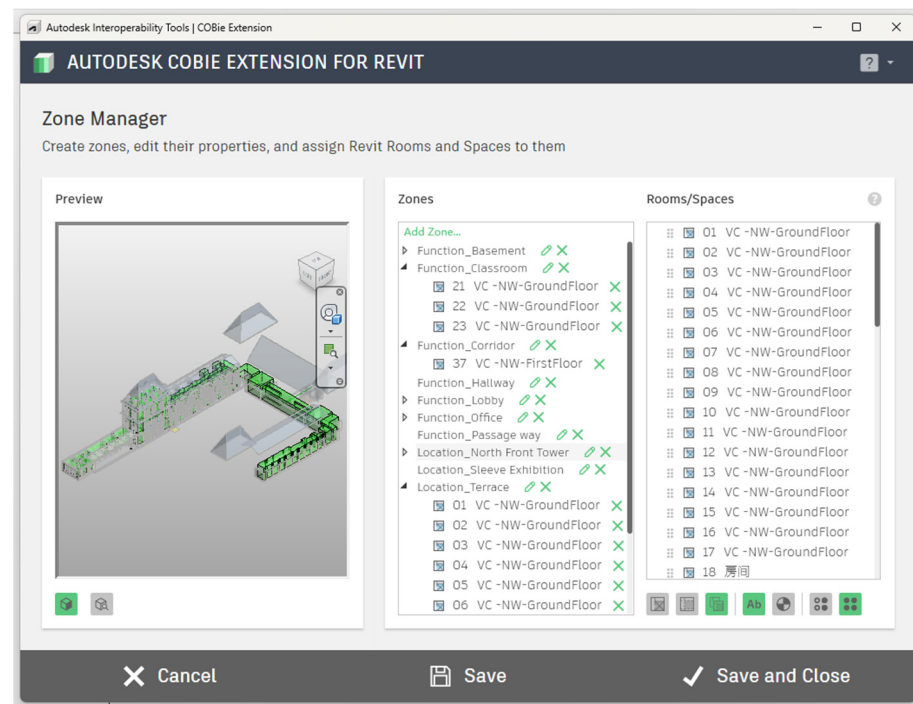 Autodesk Interoperability Tools | COBie Extension
AUTODESK COBIE EXTENSION FOR REVIT
?
Zone Manager
Create zones, edit their properties, and assign Revit Rooms and Spaces to them
Preview
Zones
Add Zone...
Function_Basement
Function_Classroom
21 VC -NW-GroundFloor
22 VC -NW-GroundFloor
23 VC -NW-GroundFloor
Function_Corridor
37 VC -NW-FirstFloor
Function_Hallway
Function_Lobby
Function_Office
Function_Passage way
Location_North Front Tower
Location_Sleeve Exhibition
Location_Terrace
01 VC -NW-GroundFloor
02 VC -NW-GroundFloor
03 VC -NW-GroundFloor
04 VC -NW-GroundFloor
05 VC -NW-GroundFloor
06 VC -NW-GroundFloor
Rooms/Spaces
?
01 VC -NW-GroundFloor
02 VC -NW-GroundFloor
03 VC -NW-GroundFloor
04 VC -NW-GroundFloor
05 VC -NW-GroundFloor
06 VC -NW-GroundFloor
07 VC -NW-GroundFloor
08 VC -NW-GroundFloor
09 VC -NW-GroundFloor
10 VC -NW-GroundFloor
11 VC -NW-GroundFloor
12 VC -NW-GroundFloor
13 VC -NW-GroundFloor
14 VC -NW-GroundFloor
15 VC -NW-GroundFloor
16 VC -NW-GroundFloor
17 VC -NW-GroundFloor
18 房间
Ab
Cancel
Save
Save and Close